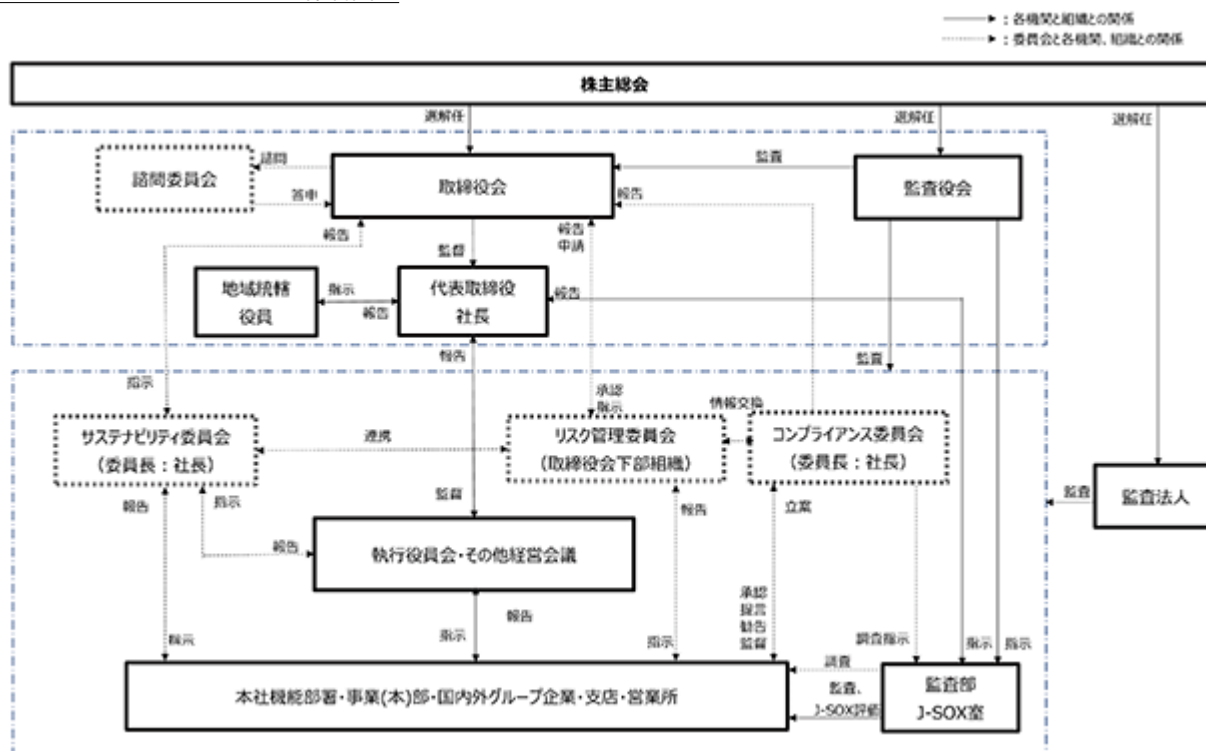 ：各機関と組織との関係
：委員会と各機関、組織との関係
株主総会
選解任
選解任
選解任
諮問委員会
諮問
答申
取締役会
監査
監査役会
報告
報告
監督
報告
申請
地域統轄
役員
指示
報告
代表取締役
社長
報告
報告
監査
指示
承認
指示
情報交換
サステナビリティ委員会
（委員長：社長）
連携
リスク管理委員会
（取締役会下部組織）
コンプライアンス委員会
（委員長：社長）
監査
監査法人
報告
指示
監督
報告
立案
報告
執行役員会・その他経営会議
承認
提言
勧告
監督
報告
指示
指示
指示
調査指示
指示
指示
調査
本社機能部署・事業(本)部・国内外グループ企業・支店・営業所
監査、
J-SOX評価
監査部
J-SOX室